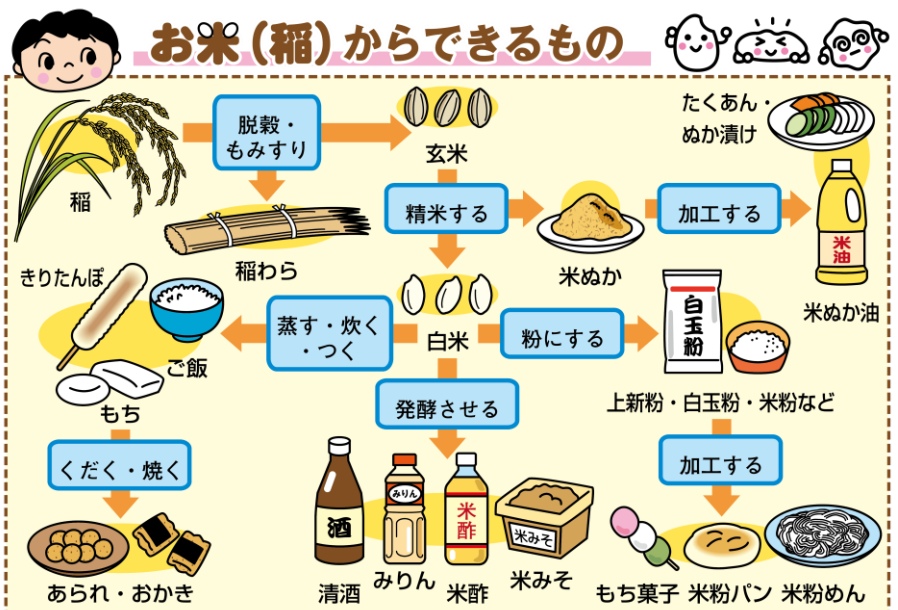 お米（稲）からできるもの
稲
脱穀・
もみすり
玄米
たくあん・
ぬか漬け
稲わら
精米する
米ぬか
加工する
米油
米ぬか油
きりたんぽ
ご飯
もち
蒸す・炊く
・つく
白米
粉にする
白玉粉
上新粉・白玉粉・米粉など
発酵させる
くだく・焼く
加工する
あられ・おかき
酒
清酒
みりん
みりん
米酢
米酢
米みそ
米みそ
もち菓子
米粉パン
米粉めん